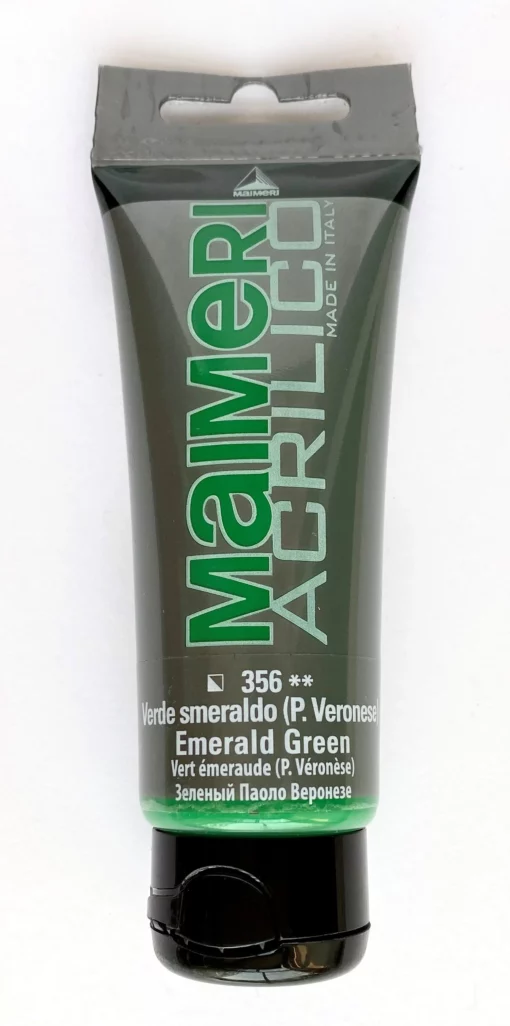 MaiMeRI
MaiMeRI
ACRILICO
MADE IN ITALY
356 **
Verde smeraldo (P. Veronese
Emerald Green
Vert émeraude (P. Véronèse)
Зеленый Паоло Веронезе